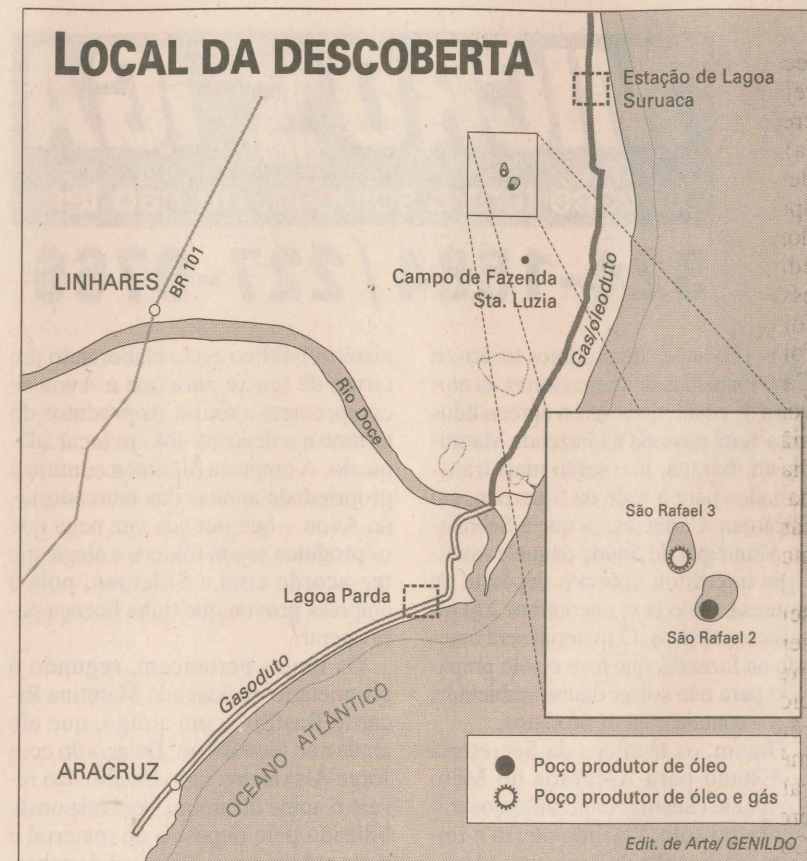 LOCAL DA DESCOBERTA
Estação de Lagoa
Suruaca
Campo de Fazenda
Sta. Luzia
LINHARES
BR 101
Gas/óleoduto
Rio Doce
São Rafael 3
São Rafael 2
Lagoa Parda
Gasoduto
OCEANO ATLÂNTICO
ARACRUZ
Poço produtor de óleo
Poço produtor de óleo e gás
Edit. de Arte/ GENILDO